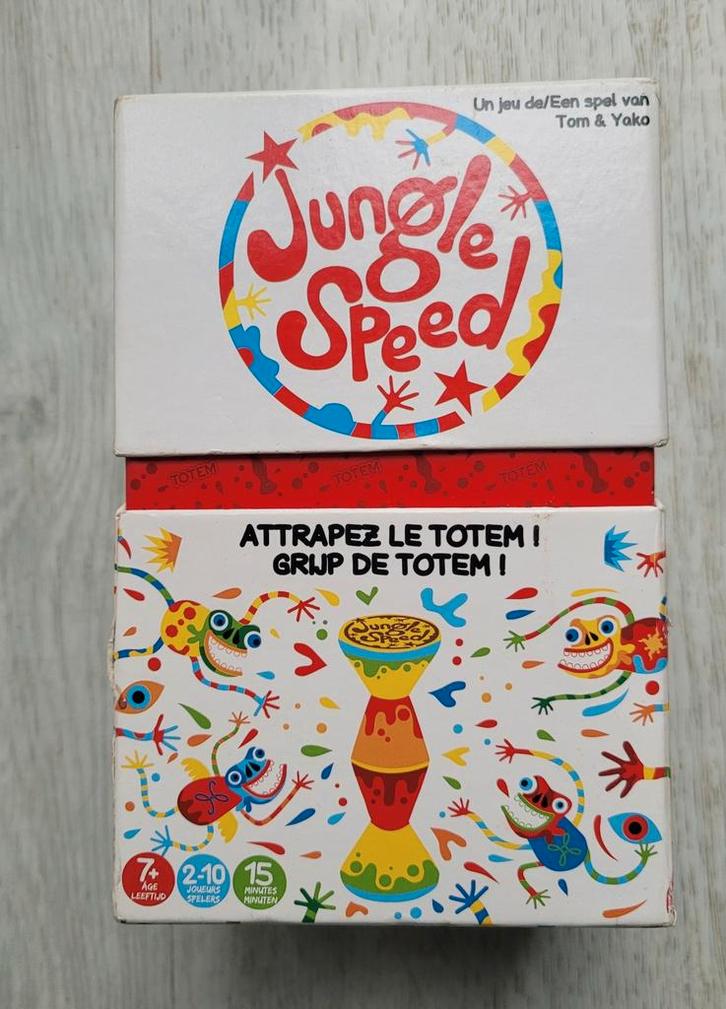 Un jeu de/Een spel van
Tom & Yako
Jungle
Speed
TOTEM TOTEM TOTEM
ATTRAPEZ LE TOTEM !
GRIJP DE TOTEM !
Jungle
Speed
7+
ÂGE
LEEFTIJD
2-10
JOUEURS
SPELERS
15
MINUTES
MINUTEN